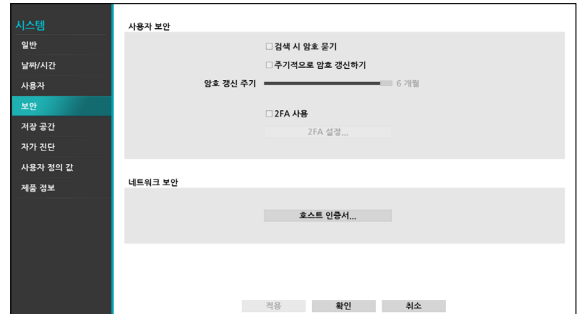 시스템
일반
날짜/시간
사용자
보안
저장 공간
자가 진단
사용자 정의 값
제품 정보
사용자 보안
검색 시 암호 묻기
주기적으로 암호 갱신하기
암호 갱신 주기 6 개월
2FA 사용
2FA 설정...
네트워크 보안
호스트 인증서...
적용 확인 취소